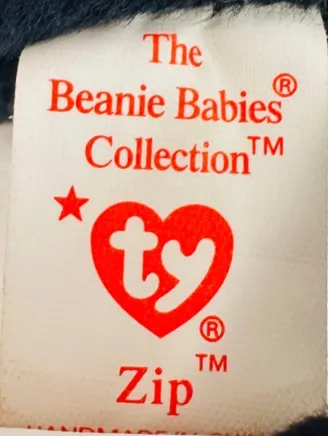 The
Beanie Babies®
Collection™
ty®
Zip™